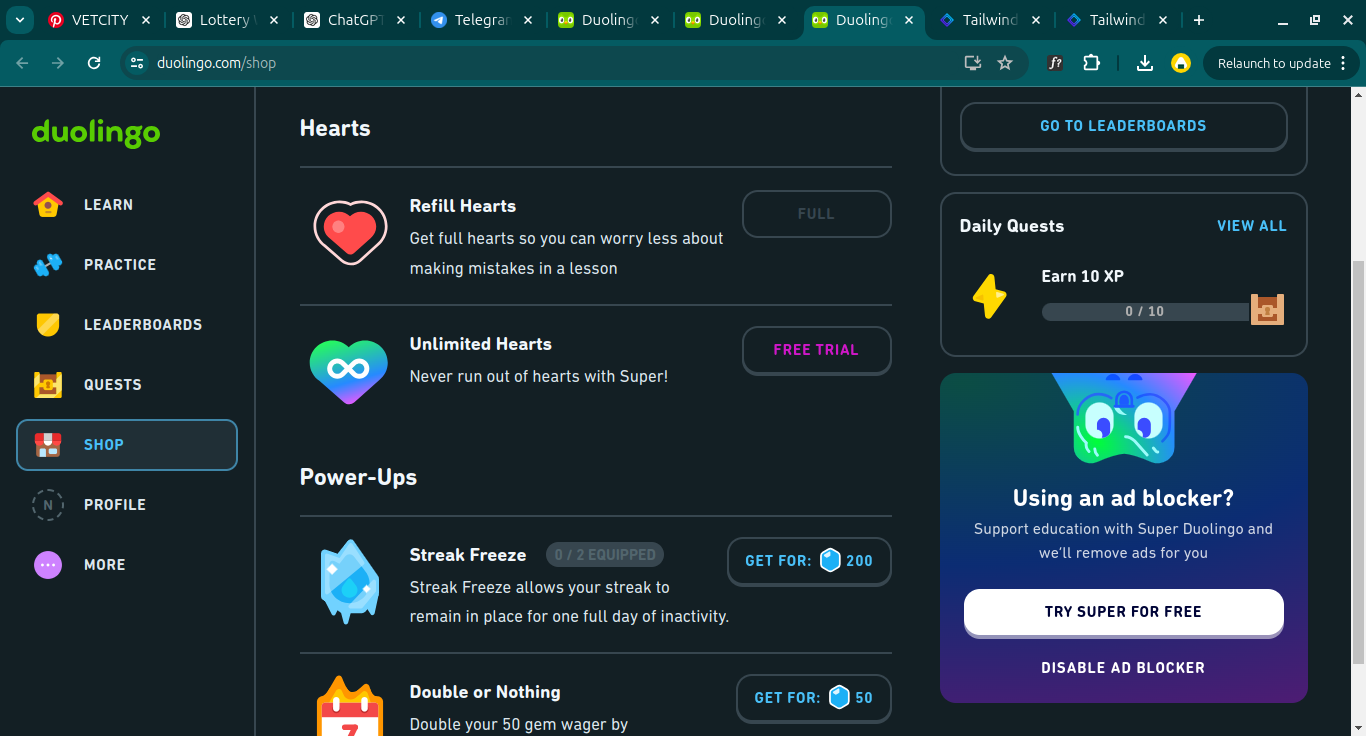 VETCITY
Lottery
ChatGPT
Telegram
Duolingo
Duolingo
Duolingo
Tailwind
Tailwind
duolingo.com/shop
f?
Relaunch to update
duolingo
LEARN
PRACTICE
LEADERBOARDS
QUESTS
SHOP
N
PROFILE
MORE
Hearts
Refill Hearts
FULL
Get full hearts so you can worry less about
making mistakes in a lesson
Unlimited Hearts
FREE TRIAL
Never run out of hearts with Super!
Power-Ups
Streak Freeze
0 / 2 EQUIPPED
GET FOR: 200
Streak Freeze allows your streak to
remain in place for one full day of inactivity.
7
Double or Nothing
GET FOR: 50
Double your 50 gem wager by
GO TO LEADERBOARDS
Daily Quests
VIEW ALL
Earn 10 XP
0 / 10
Using an ad blocker?
Support education with Super Duolingo and
we’ll remove ads for you
TRY SUPER FOR FREE
DISABLE AD BLOCKER